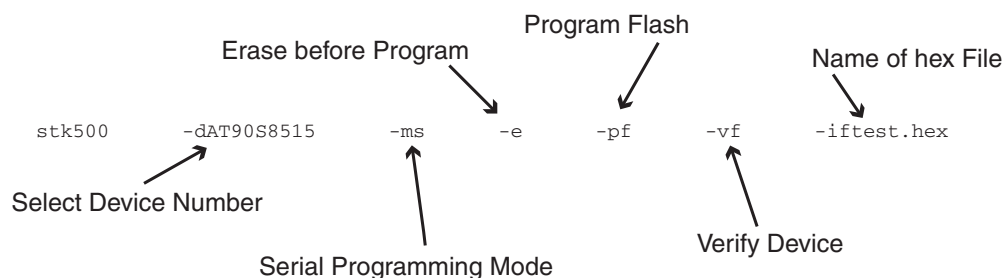 Program Flash
Erase before Program
Name of hex File
stk500 -dAT90S8515 -ms -e -pf -vf -iftest.hex
Select Device Number
Verify Device
Serial Programming Mode